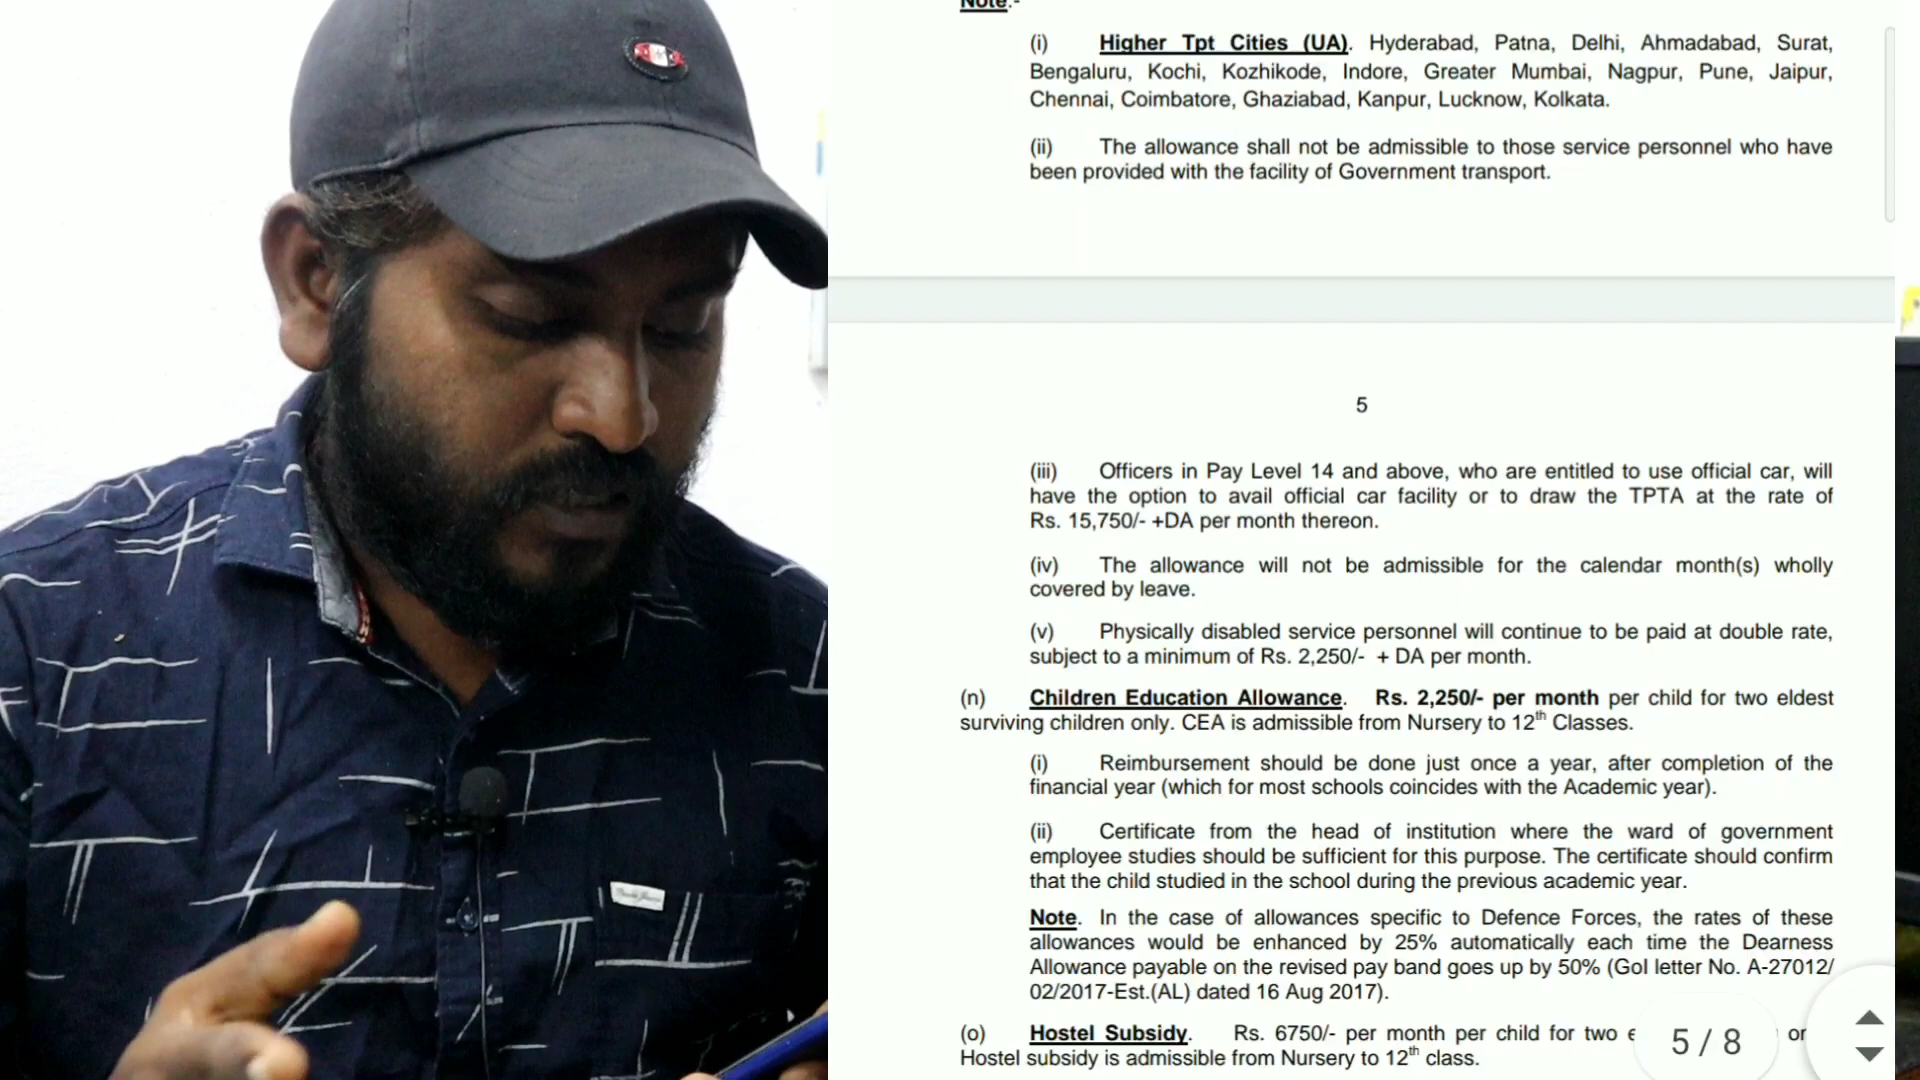 Note.-
(i) Higher Tpt Cities (UA). Hyderabad, Patna, Delhi, Ahmadabad, Surat,
Bengaluru, Kochi, Kozhikode, Indore, Greater Mumbai, Nagpur, Pune, Jaipur,
Chennai, Coimbatore, Ghaziabad, Kanpur, Lucknow, Kolkata.
(ii) The allowance shall not be admissible to those service personnel who have
been provided with the facility of Government transport.
5
(iii) Officers in Pay Level 14 and above, who are entitled to use official car, will
have the option to avail official car facility or to draw the TPTA at the rate of
Rs. 15,750/- +DA per month thereon.
(iv) The allowance will not be admissible for the calendar month(s) wholly
covered by leave.
(v) Physically disabled service personnel will continue to be paid at double rate,
subject to a minimum of Rs. 2,250/- + DA per month.
(n) Children Education Allowance. Rs. 2,250/- per month per child for two eldest
surviving children only. CEA is admissible from Nursery to 12th Classes.
(i) Reimbursement should be done just once a year, after completion of the
financial year (which for most schools coincides with the Academic year).
(ii) Certificate from the head of institution where the ward of government
employee studies should be sufficient for this purpose. The certificate should confirm
that the child studied in the school during the previous academic year.
Note. In the case of allowances specific to Defence Forces, the rates of these
allowances would be enhanced by 25% automatically each time the Dearness
Allowance payable on the revised pay band goes up by 50% (GoI letter No. A-27012/
02/2017-Est.(AL) dated 16 Aug 2017).
(o) Hostel Subsidy. Rs. 6750/- per month per child for two
Hostel subsidy is admissible from Nursery to 12th class.
5 / 8